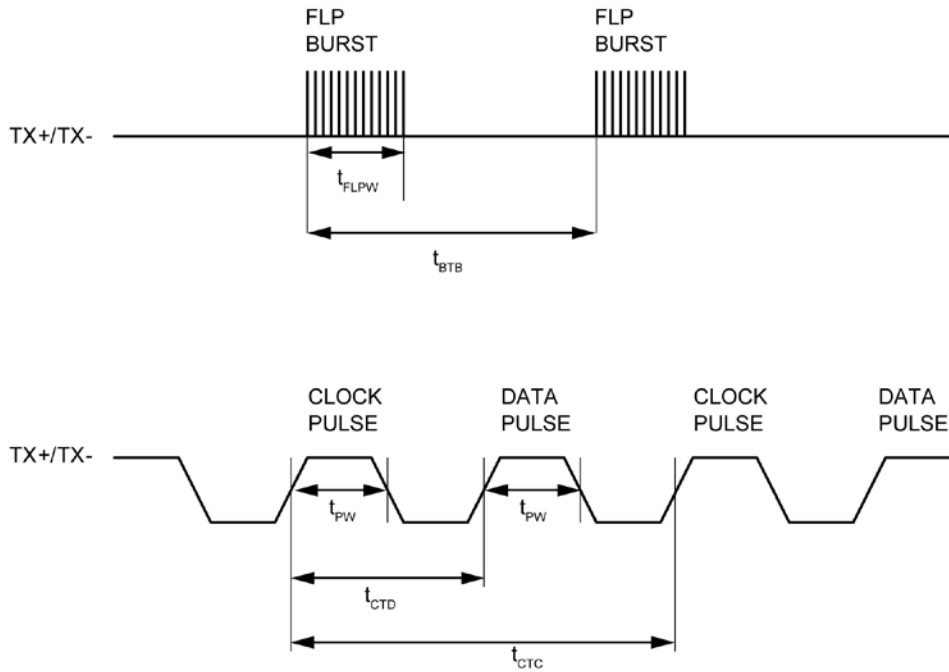 FLP
BURST
FLP
BURST
TX+/TX-
tFLPW
tBTB
CLOCK
PULSE
DATA
PULSE
CLOCK
PULSE
DATA
PULSE
TX+/TX-
tPW
tPW
tCTD
tCTC